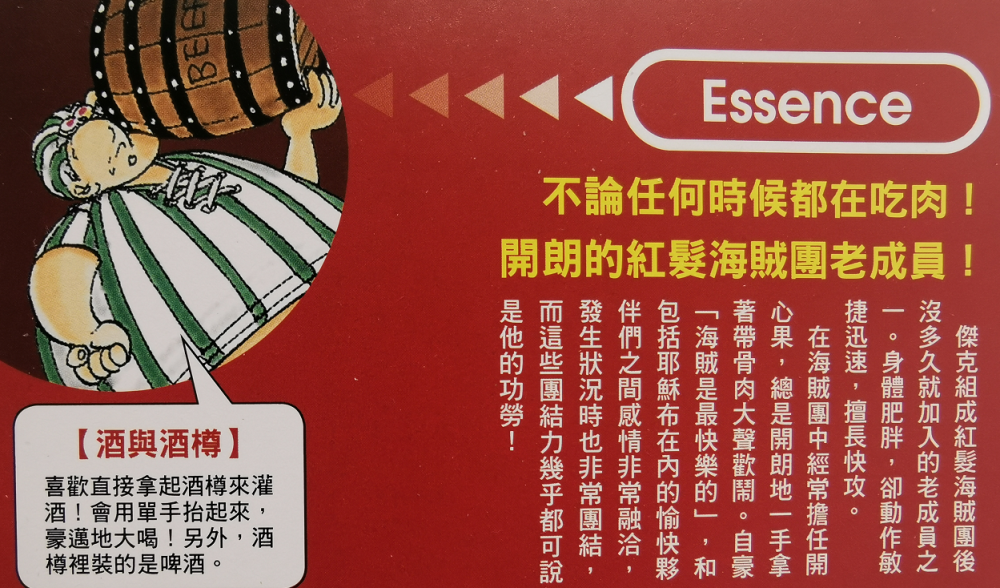 BEER
Essence
不論任何時候都在吃肉！
開朗的紅髮海賊團老成員！
傑克組成紅髮海賊團後
沒多久就加入的老成員之
一。身體肥胖，卻動作敏
捷迅速，擅長快攻。
在海賊團中經常擔任開
心果，總是開朗地一手拿
著帶骨肉大聲歡鬧。自豪
「海賊是最快樂的」，和
包括耶穌布在內的愉快夥
伴們之間感情非常融洽，
發生狀況時也非常團結，
而這些團結力幾乎都可說
是他的功勞！
【酒與酒樽】
喜歡直接拿起酒樽來灌
酒！會用單手抬起來，
豪邁地大喝！另外，酒
樽裡裝的是啤酒。